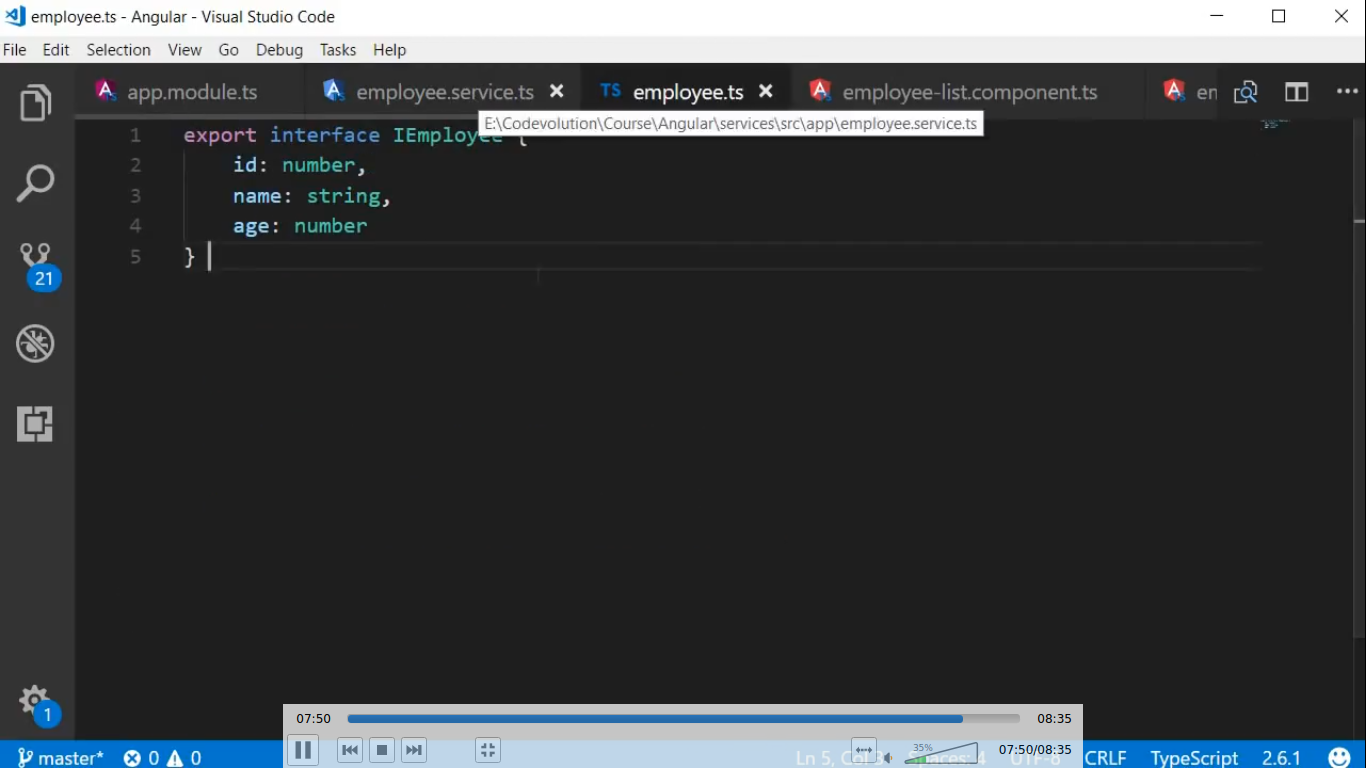 employee.ts - Angular - Visual Studio Code
File Edit Selection View Go Debug Tasks Help
app.module.ts employee.service.ts TS employee.ts employee-list.component.ts
E:\Codevolution\Course\Angular\services\src\app\employee.service.ts
1 export interface IEmployee {
2 id: number,
3 name: string,
4 age: number
5 }
21
1
07:50 08:35
35%
07:50/08:35
master* 0 0 Ln 5, Col 3 Spaces: 4 UTF-8 CRLF TypeScript 2.6.1